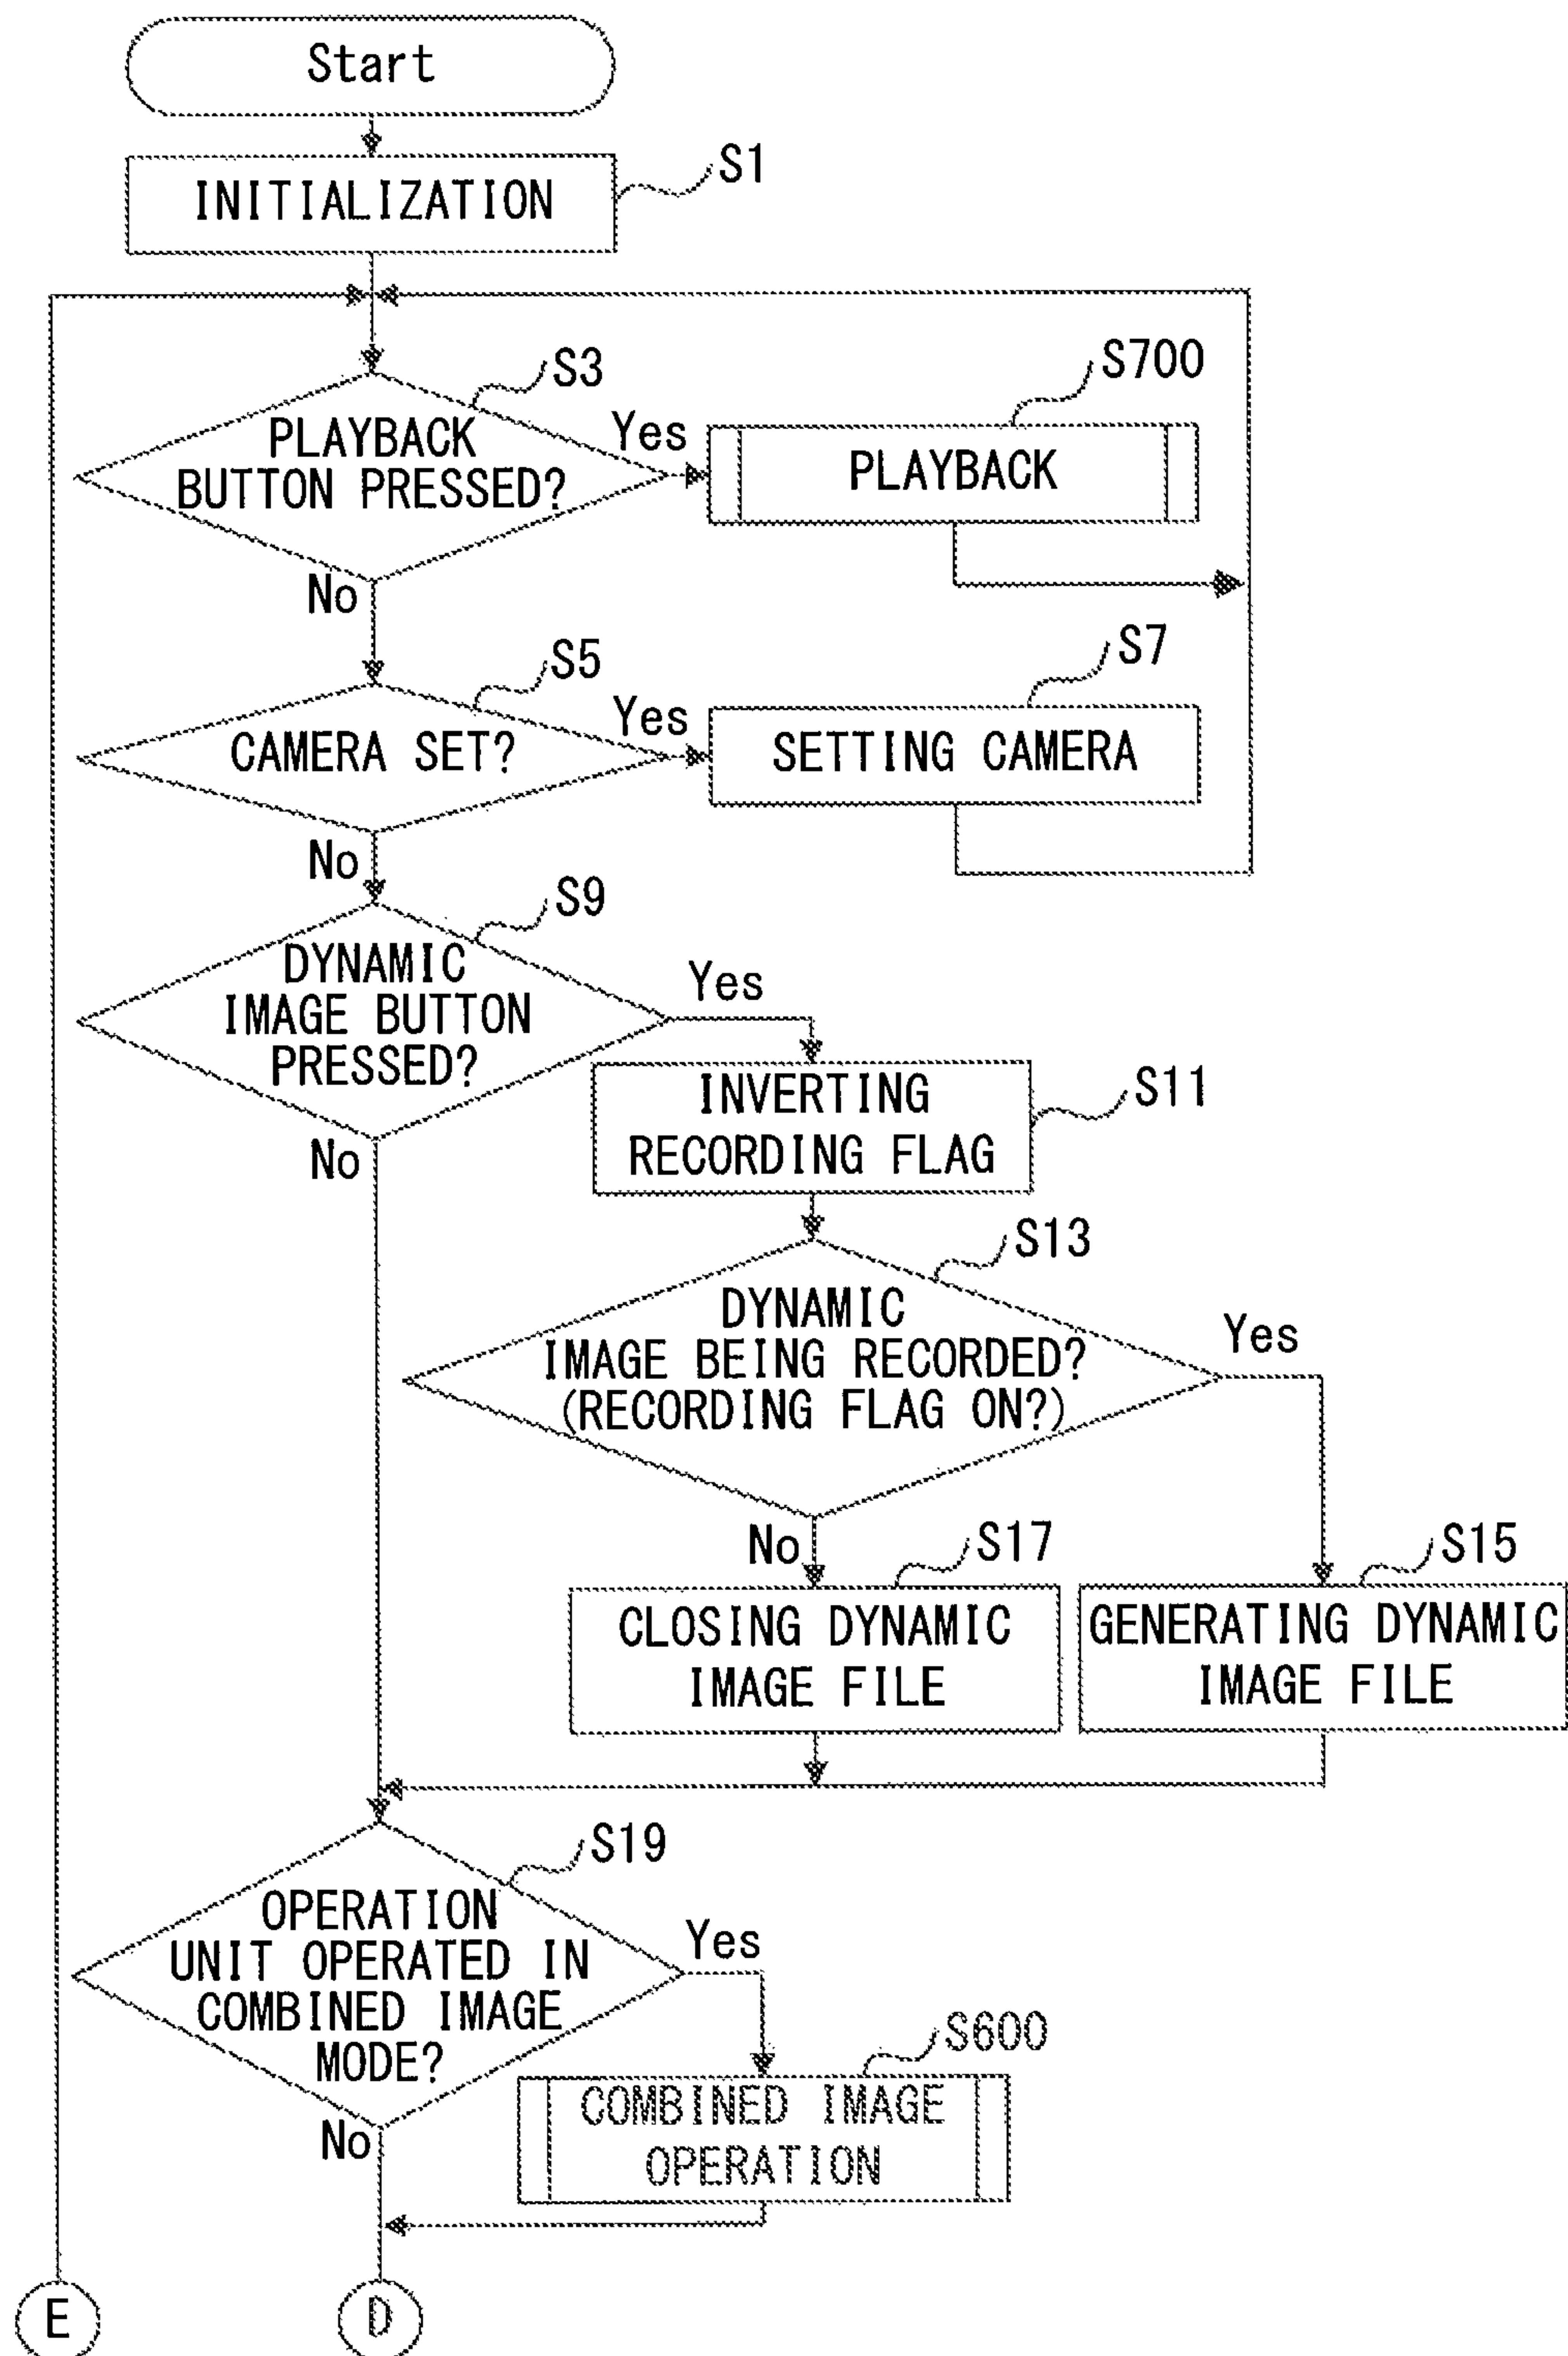 Start
INITIALIZATION
S1
S3
PLAYBACK
BUTTON PRESSED?
Yes
No
S700
PLAYBACK
S5
CAMERA SET?
Yes
No
S7
SETTING CAMERA
S9
DYNAMIC
IMAGE BUTTON
PRESSED?
Yes
No
INVERTING
RECORDING FLAG
S11
S13
DYNAMIC
IMAGE BEING RECORDED?
(RECORDING FLAG ON?)
Yes
No
S17
CLOSING DYNAMIC
IMAGE FILE
S15
GENERATING DYNAMIC
IMAGE FILE
S19
OPERATION
UNIT OPERATED IN
COMBINED IMAGE
MODE?
Yes
No
S600
COMBINED IMAGE
OPERATION
E
D